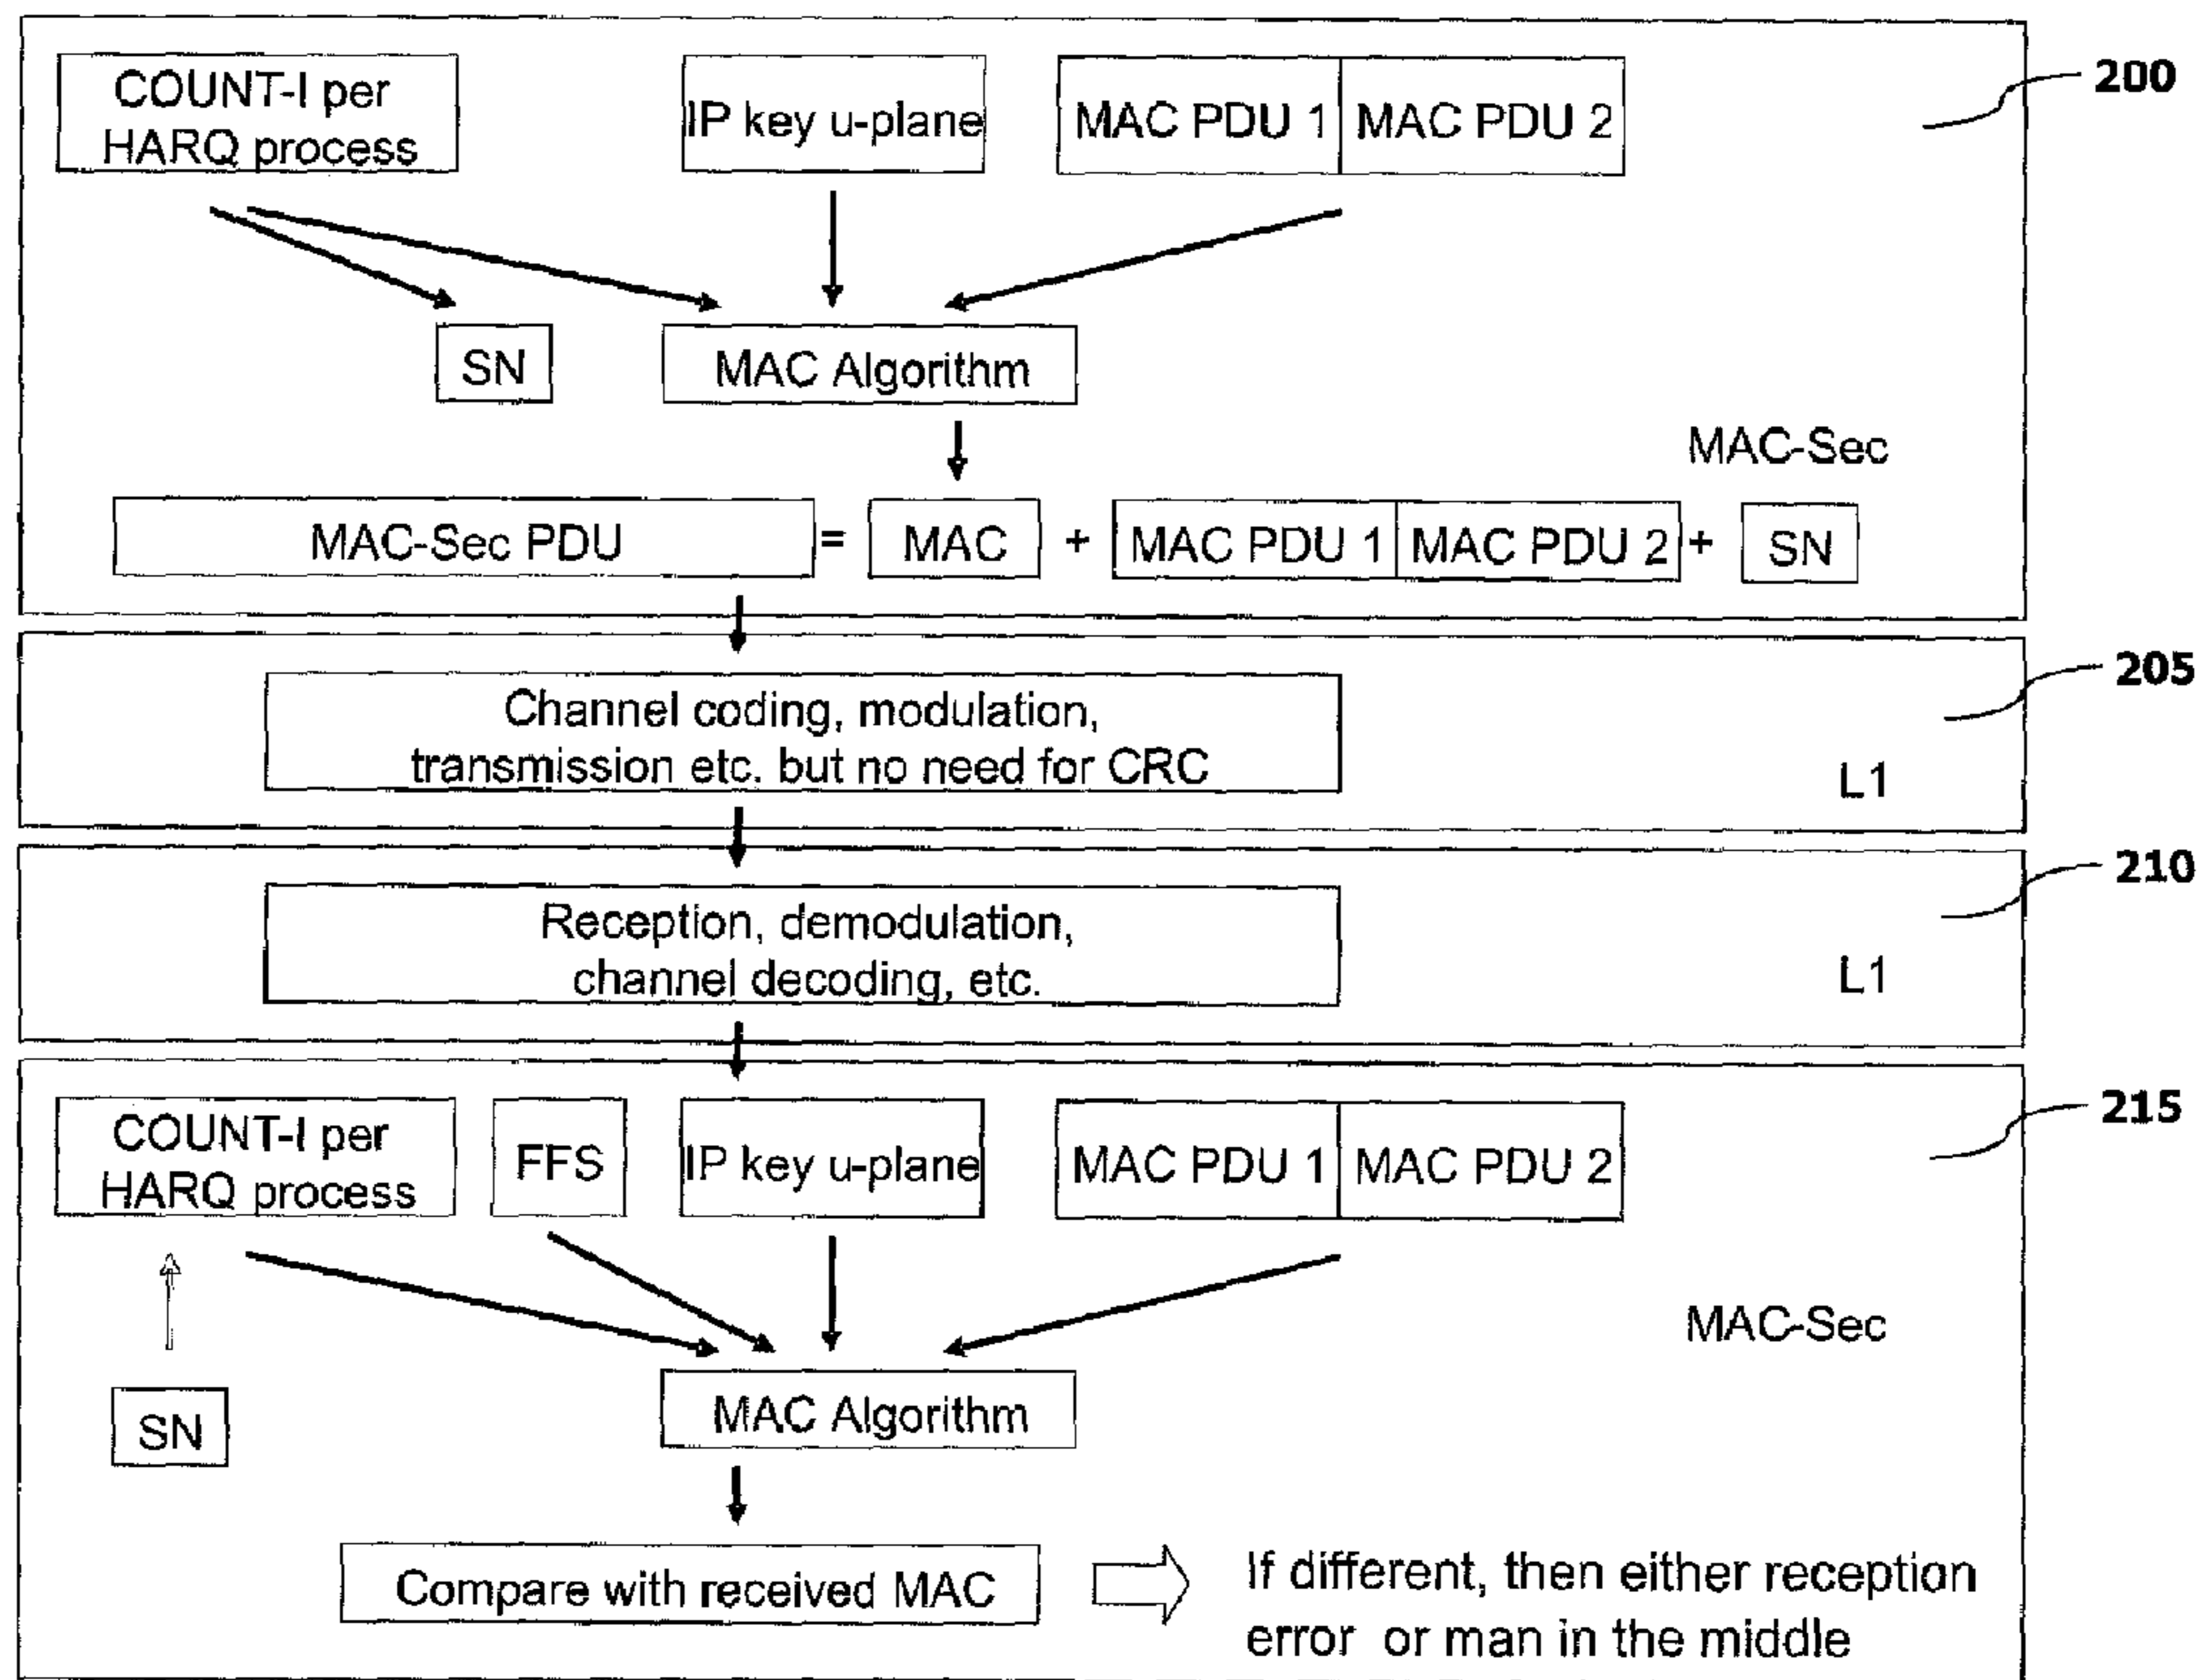 COUNT-I per
HARQ process
IP key u-plane
MAC PDU 1
MAC PDU 2
200
SN
MAC Algorithm
MAC-Sec
MAC-Sec PDU
=
MAC
+
MAC PDU 1
MAC PDU 2
+
SN
205
Channel coding, modulation,
transmission etc. but no need for CRC
L1
210
Reception, demodulation,
channel decoding, etc.
L1
215
COUNT-I per
HARQ process
FFS
IP key u-plane
MAC PDU 1
MAC PDU 2
MAC-Sec
SN
MAC Algorithm
Compare with received MAC
If different, then either reception
error or man in the middle